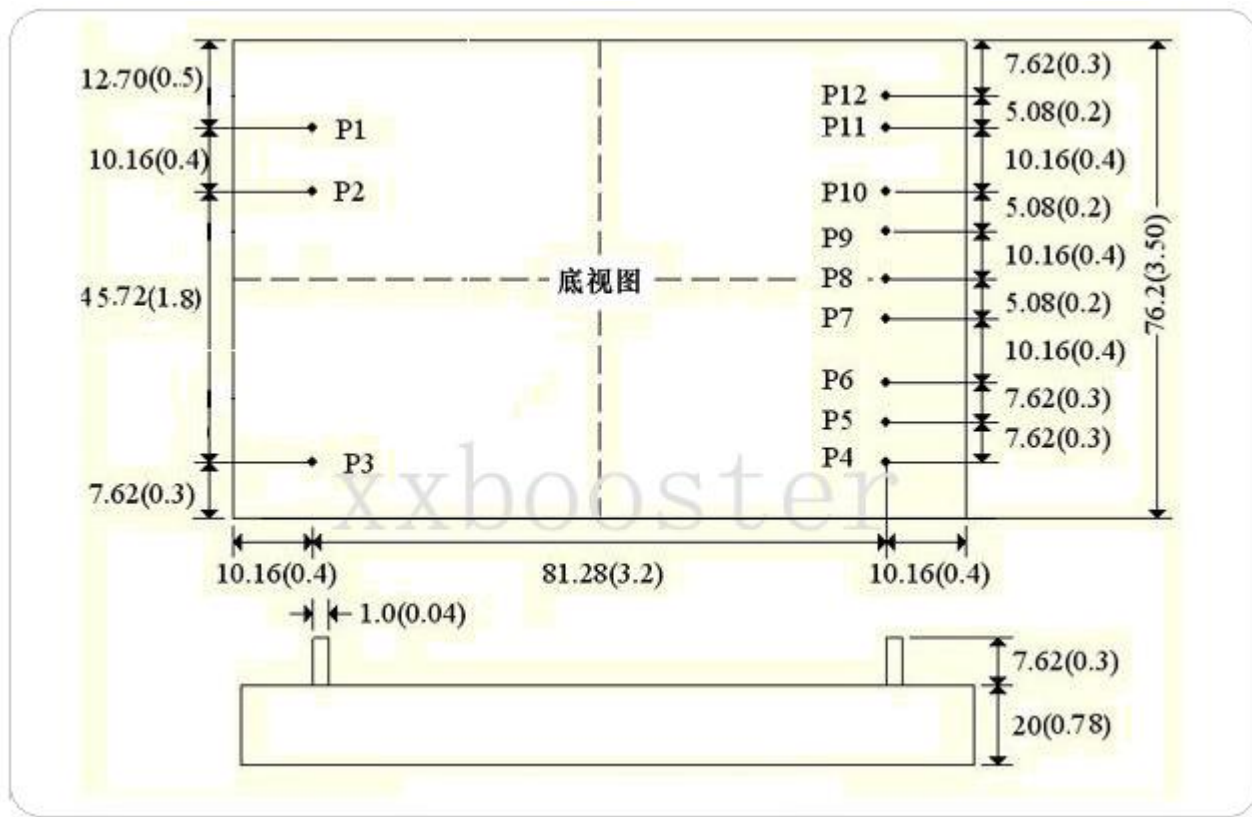 12.70(0.5)
P1
10.16(0.4)
P2
45.72(1.8)
P3
7.62(0.3)
底视图
P12
P11
P10
P9
P8
P7
P6
P5
P4
7.62(0.3)
5.08(0.2)
10.16(0.4)
5.08(0.2)
10.16(0.4)
5.08(0.2)
10.16(0.4)
7.62(0.3)
7.62(0.3)
76.2(3.50)
xxbooster
10.16(0.4)
81.28(3.2)
10.16(0.4)
1.0(0.04)
7.62(0.3)
20(0.78)